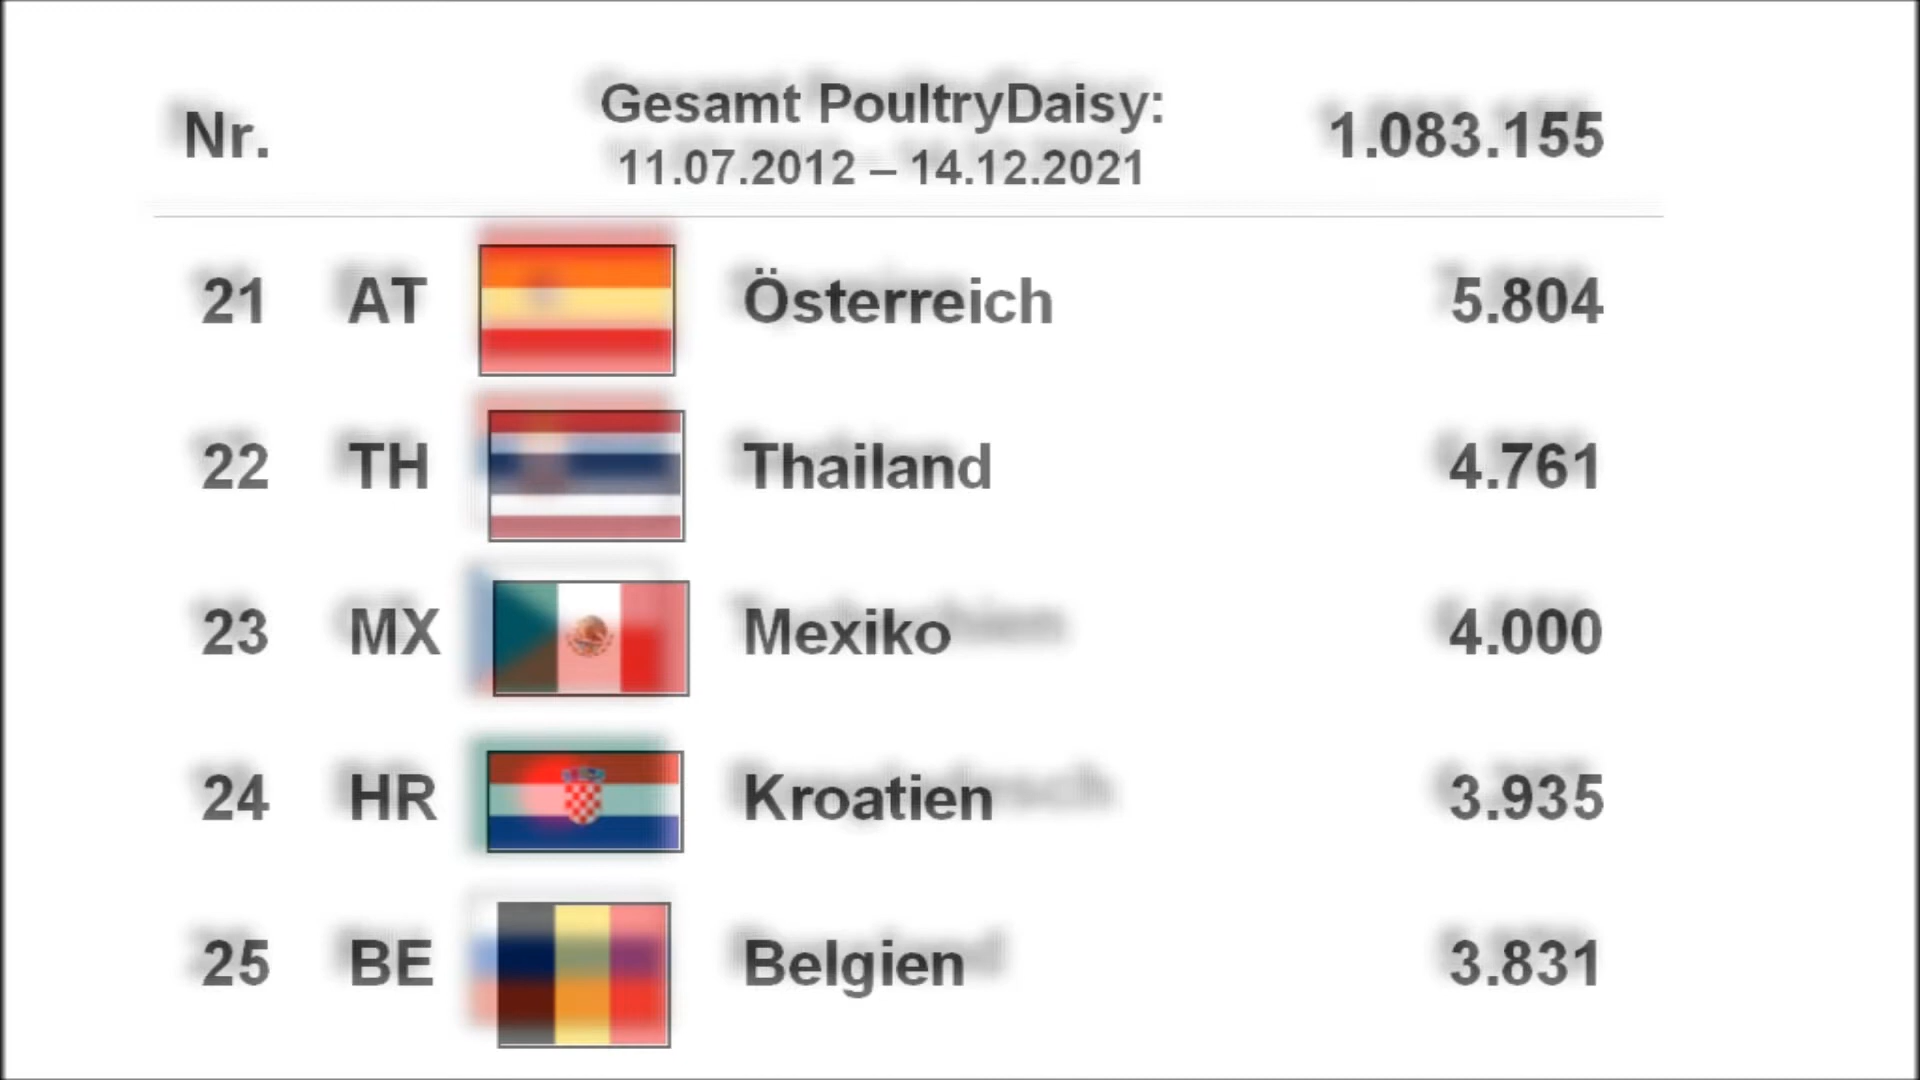 Nr. Gesamt PoultryDaisy: 1.083.155
11.07.2012 – 14.12.2021
21 AT Österreich 5.804
22 TH Thailand 4.761
23 MX Mexiko 4.000
24 HR Kroatien 3.935
25 BE Belgien 3.831